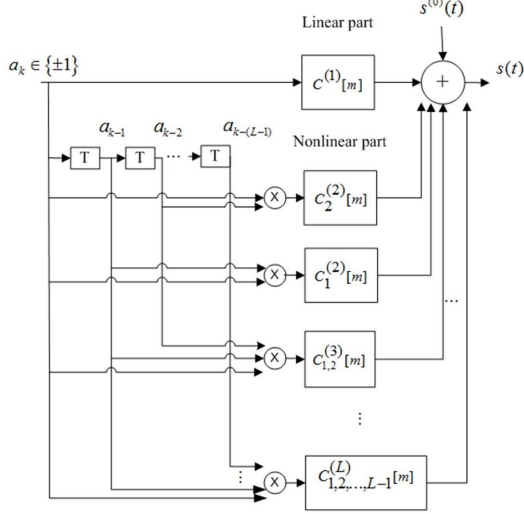 s^{(0)}(t)
Linear part
a_k ∈ {±1}
C^{(1)}[m]
+
s(t)
a_{k-1}
a_{k-2}
a_{k-(L-1)}
Nonlinear part
T
T
...
T
X
C_2^{(2)}[m]
X
C_1^{(2)}[m]
...
X
C_{1,2}^{(3)}[m]
⋮
⋮
X
C_{1,2,...,L-1}^{(L)}[m]